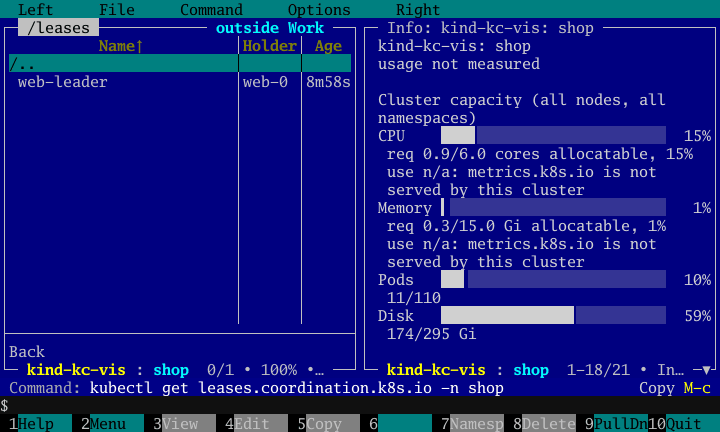 Left File Command Options Right
/leases outside Work
Name↑ Holder Age
/..
web-leader web-0 8m58s
Back
kind-kc-vis : shop 0/1 • 100% •…
Info: kind-kc-vis: shop
kind-kc-vis: shop
usage not measured
Cluster capacity (all nodes, all
namespaces)
CPU 15%
req 0.9/6.0 cores allocatable, 15%
use n/a: metrics.k8s.io is not
served by this cluster
Memory 1%
req 0.3/15.0 Gi allocatable, 1%
use n/a: metrics.k8s.io is not
served by this cluster
Pods 10%
11/110
Disk 59%
174/295 Gi
kind-kc-vis : shop 1-18/21 • In… ▼
Command: kubectl get leases.coordination.k8s.io -n shop Copy M-c
$
1Help 2Menu 3View 4Edit 5Copy 6 7Namesp 8Delete 9PullDn 10Quit